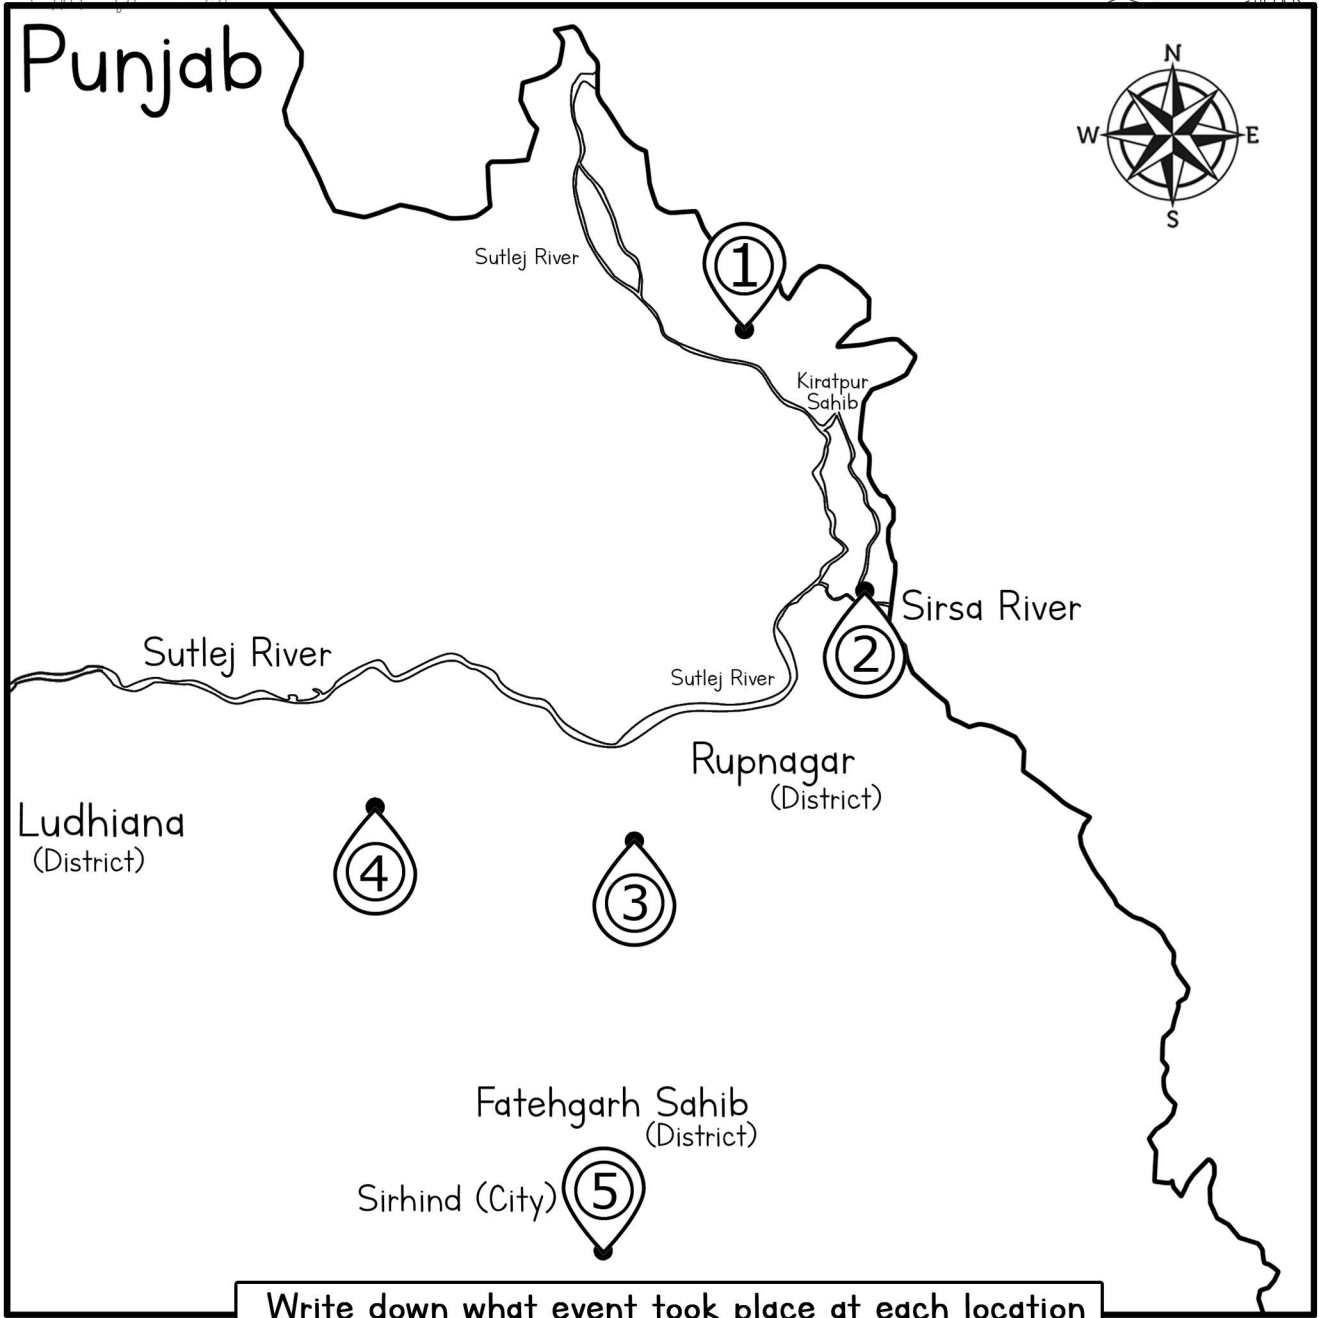 Punjab
N
W
E
S
Sutlej River
1
Kiratpur
Sahib
Sirsa River
2
Sutlej River
Sutlej River
Rupnagar
(District)
Ludhiana
(District)
4
3
Fatehgarh Sahib
(District)
Sirhind (City)
5
Write down what event took place at each location